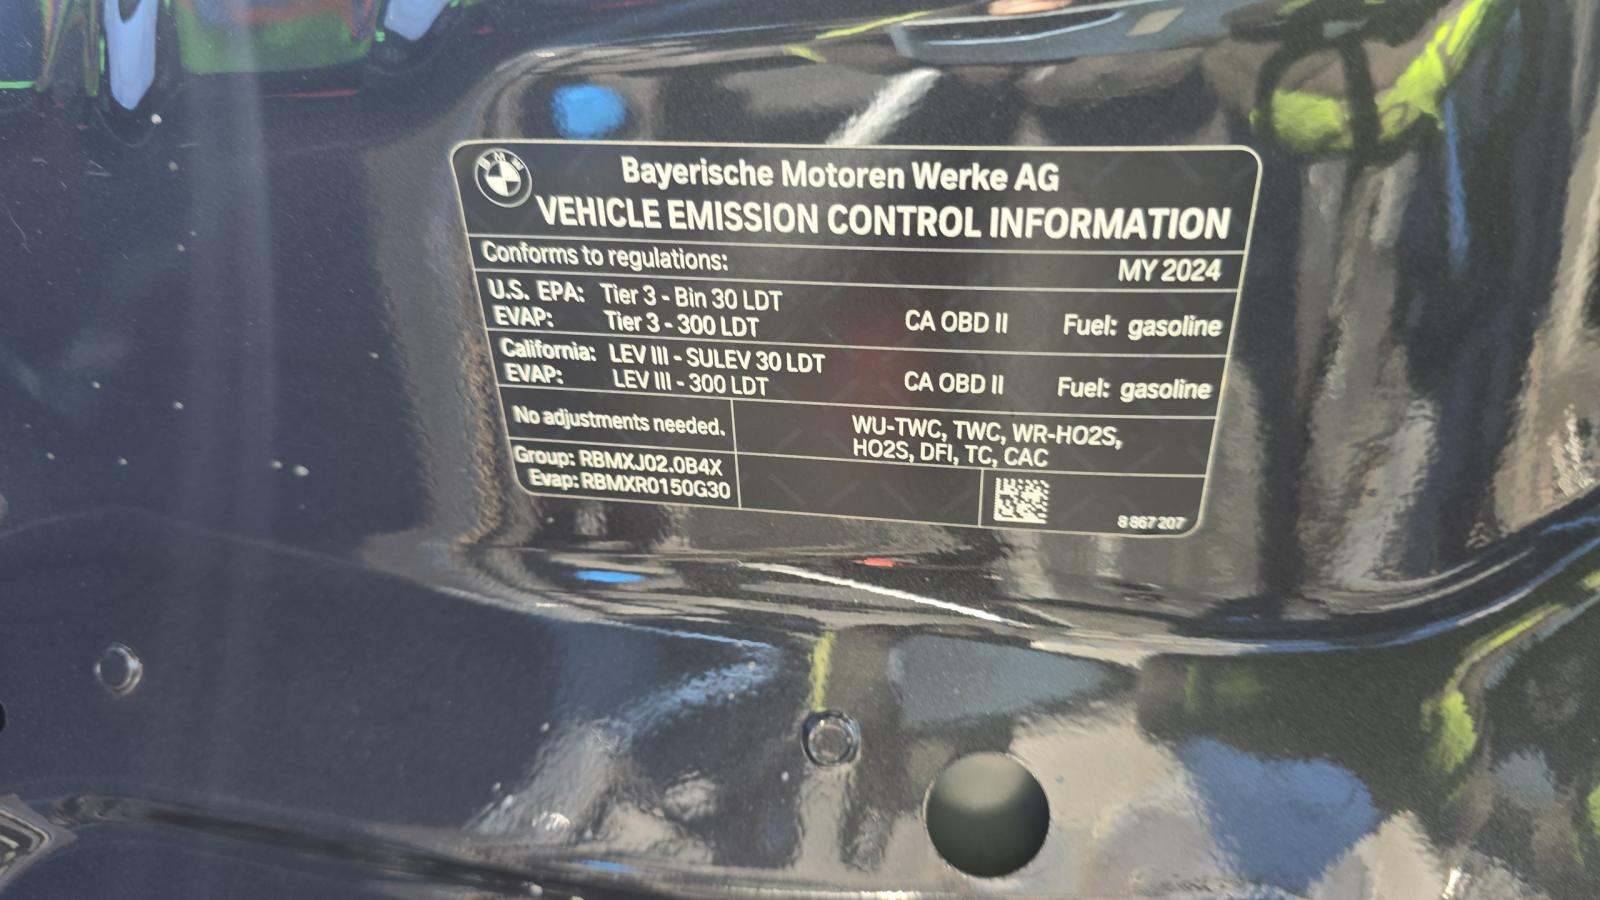 BMW
Bayerische Motoren Werke AG
VEHICLE EMISSION CONTROL INFORMATION
Conforms to regulations: MY 2024
U.S. EPA: Tier 3 - Bin 30 LDT
EVAP: Tier 3 - 300 LDT CA OBD II Fuel: gasoline
California: LEV III - SULEV 30 LDT
EVAP: LEV III - 300 LDT CA OBD II Fuel: gasoline
No adjustments needed.
WU-TWC, TWC, WR-HO2S,
HO2S, DFI, TC, CAC
Group: RBMXJ02.0B4X
Evap: RBMXR0150G30
8 867 207